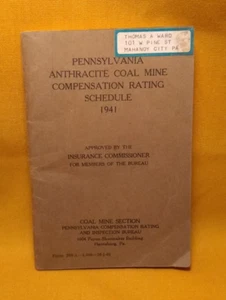 THOMAS A WARD
101 W PINE ST
MAHANOY CITY PA
PENNSYLVANIA
ANTHRACITE COAL MINE
COMPENSATION RATING
SCHEDULE
1941
APPROVED BY THE
INSURANCE COMMISSIONER
FOR MEMBERS OF THE BUREAU
COAL MINE SECTION
PENNSYLVANIA COMPENSATION RATING
AND INSPECTION BUREAU
Building
Harrisburg, Pa.